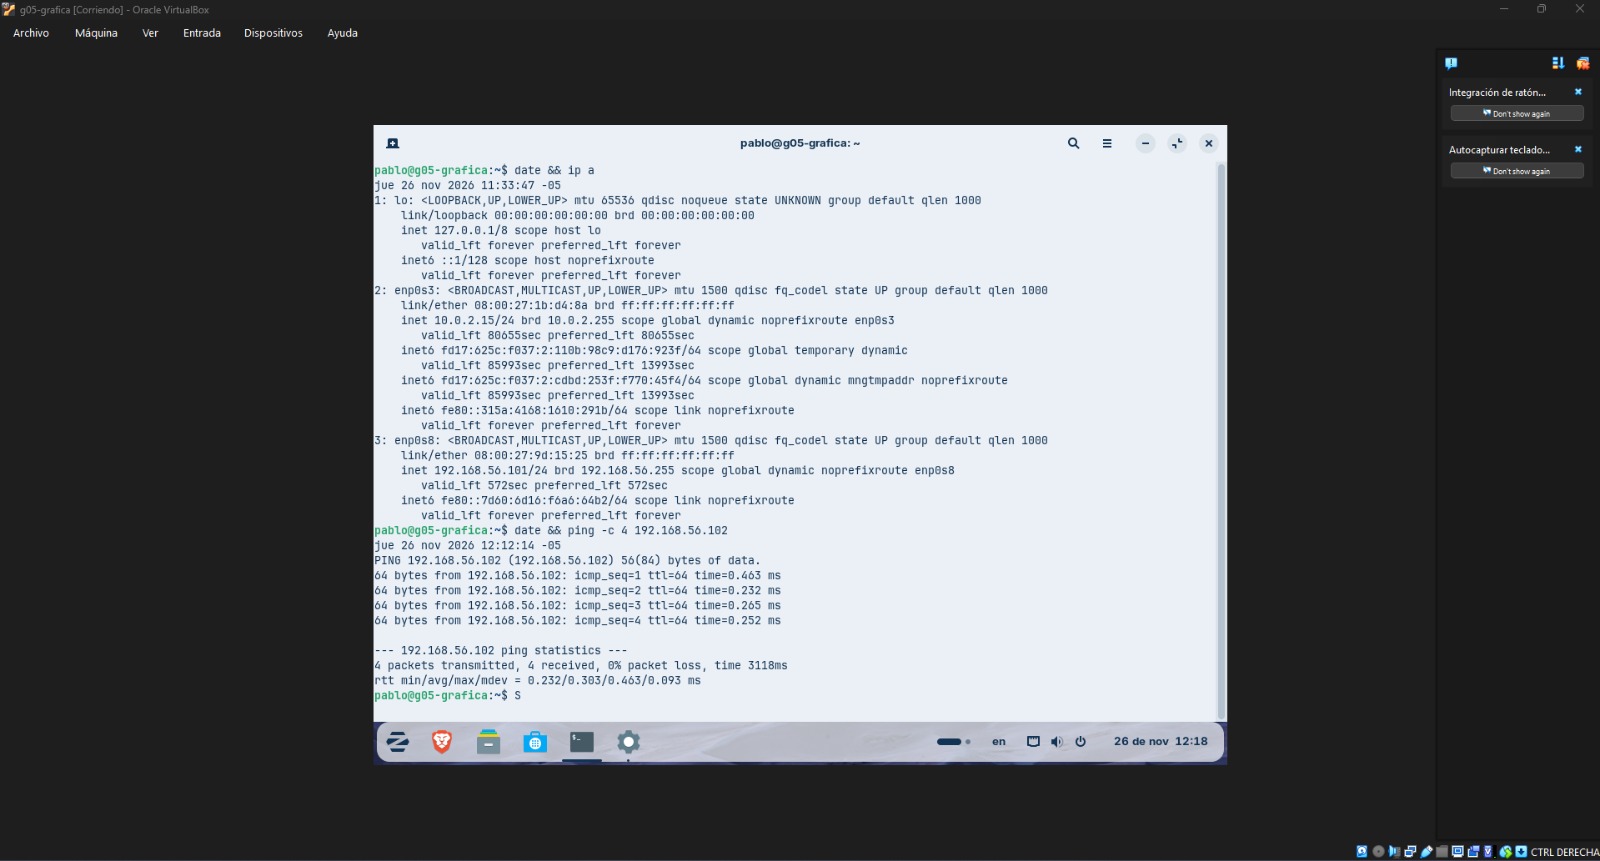 g05-grafica [Corriendo] - Oracle VirtualBox
Archivo Máquina Ver Entrada Dispositivos Ayuda
Integración de ratón...
Don't show again
Autocapturar teclado...
Don't show again
pablo@g05-grafica: ~
pablo@g05-grafica:~$ date && ip a
jue 26 nov 2026 11:33:47 -05
1: lo: <LOOPBACK,UP,LOWER_UP> mtu 65536 qdisc noqueue state UNKNOWN group default qlen 1000
    link/loopback 00:00:00:00:00:00 brd 00:00:00:00:00:00
    inet 127.0.0.1/8 scope host lo
       valid_lft forever preferred_lft forever
    inet6 ::1/128 scope host noprefixroute
       valid_lft forever preferred_lft forever
2: enp0s3: <BROADCAST,MULTICAST,UP,LOWER_UP> mtu 1500 qdisc fq_codel state UP group default qlen 1000
    link/ether 08:00:27:1b:d4:8a brd ff:ff:ff:ff:ff:ff
    inet 10.0.2.15/24 brd 10.0.2.255 scope global dynamic noprefixroute enp0s3
       valid_lft 80655sec preferred_lft 80655sec
    inet6 fd17:625c:f037:2:110b:98c9:d176:923f/64 scope global temporary dynamic
       valid_lft 85993sec preferred_lft 13993sec
    inet6 fd17:625c:f037:2:cdbd:253f:f770:45f4/64 scope global dynamic mngtmpaddr noprefixroute
       valid_lft 85993sec preferred_lft 13993sec
    inet6 fe80::315a:4168:1610:291b/64 scope link noprefixroute
       valid_lft forever preferred_lft forever
3: enp0s8: <BROADCAST,MULTICAST,UP,LOWER_UP> mtu 1500 qdisc fq_codel state UP group default qlen 1000
    link/ether 08:00:27:9d:15:25 brd ff:ff:ff:ff:ff:ff
    inet 192.168.56.101/24 brd 192.168.56.255 scope global dynamic noprefixroute enp0s8
       valid_lft 572sec preferred_lft 572sec
    inet6 fe80::7d60:6d16:f6a6:64b2/64 scope link noprefixroute
       valid_lft forever preferred_lft forever
pablo@g05-grafica:~$ date && ping -c 4 192.168.56.102
jue 26 nov 2026 12:12:14 -05
PING 192.168.56.102 (192.168.56.102) 56(84) bytes of data.
64 bytes from 192.168.56.102: icmp_seq=1 ttl=64 time=0.463 ms
64 bytes from 192.168.56.102: icmp_seq=2 ttl=64 time=0.232 ms
64 bytes from 192.168.56.102: icmp_seq=3 ttl=64 time=0.265 ms
64 bytes from 192.168.56.102: icmp_seq=4 ttl=64 time=0.252 ms
--- 192.168.56.102 ping statistics ---
4 packets transmitted, 4 received, 0% packet loss, time 3118ms
rtt min/avg/max/mdev = 0.232/0.303/0.463/0.093 ms
pablo@g05-grafica:~$ S
en 26 de nov 12:18
CTRL DERECHA